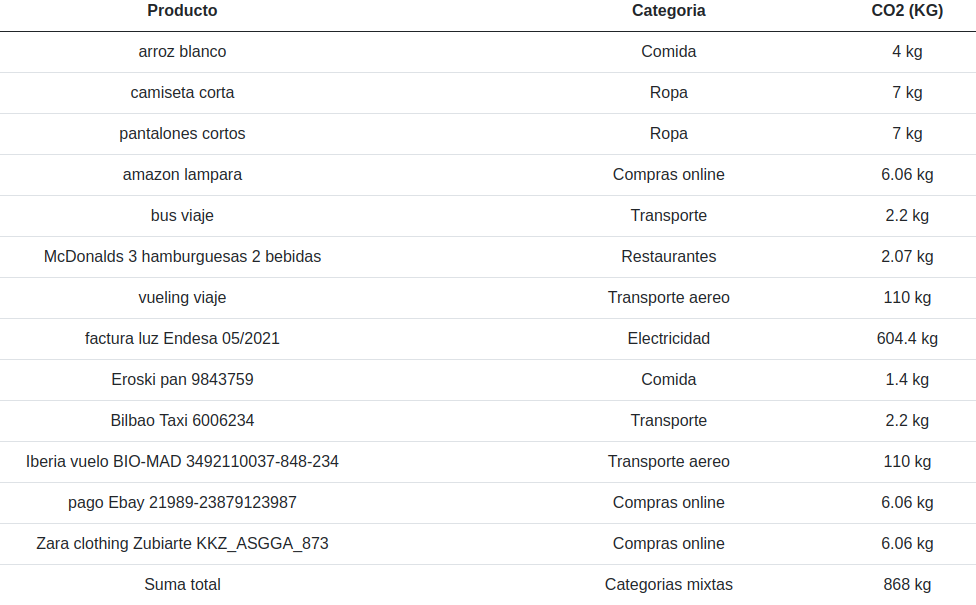 Producto Categoria CO2 (KG)
arroz blanco Comida 4 kg
camiseta corta Ropa 7 kg
pantalones cortos Ropa 7 kg
amazon lampara Compras online 6.06 kg
bus viaje Transporte 2.2 kg
McDonalds 3 hamburguesas 2 bebidas Restaurantes 2.07 kg
vueling viaje Transporte aereo 110 kg
factura luz Endesa 05/2021 Electricidad 604.4 kg
Eroski pan 9843759 Comida 1.4 kg
Bilbao Taxi 6006234 Transporte 2.2 kg
Iberia vuelo BIO-MAD 3492110037-848-234 Transporte aereo 110 kg
pago Ebay 21989-23879123987 Compras online 6.06 kg
Zara clothing Zubiarte KKZ_ASGGA_873 Compras online 6.06 kg
Suma total Categorias mixtas 868 kg